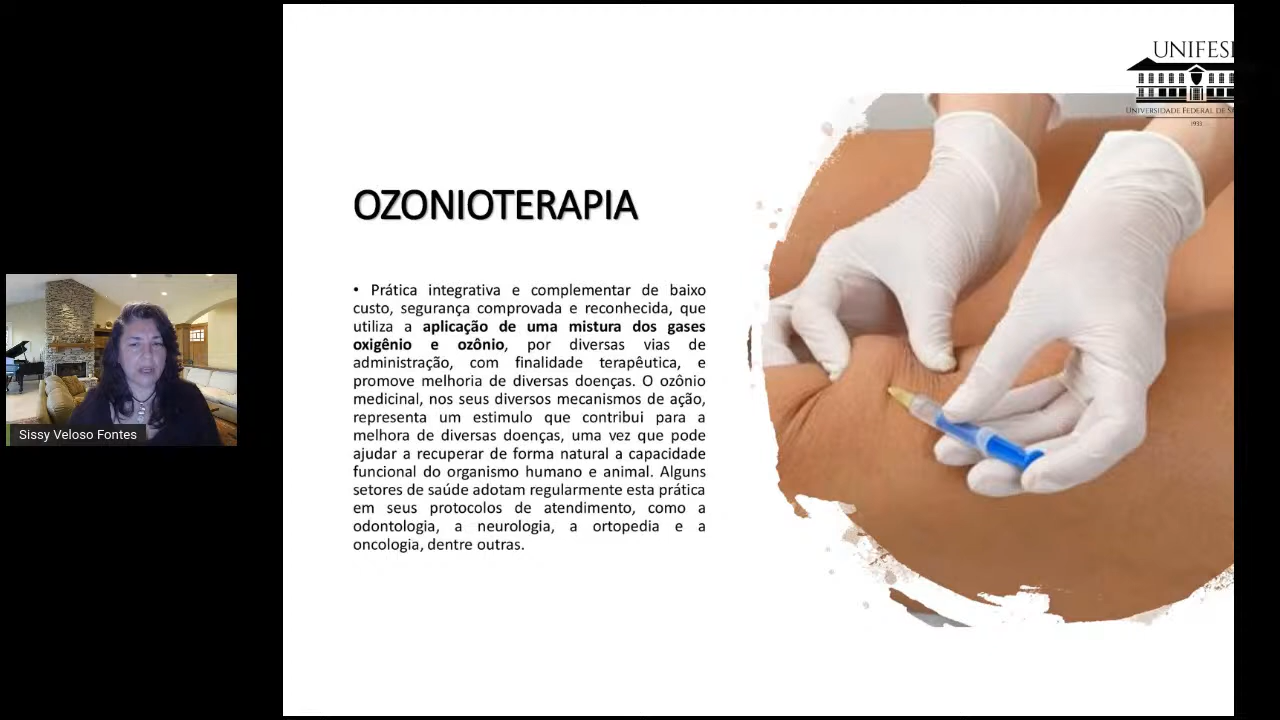 UNIFES
UNIVERSIDADE FEDERAL DE S
1933
OZONIOTERAPIA
• Prática integrativa e complementar de baixo
custo, segurança comprovada e reconhecida, que
utiliza a aplicação de uma mistura dos gases
oxigênio e ozônio, por diversas vias de
administração, com finalidade terapêutica, e
promove melhoria de diversas doenças. O ozônio
medicinal, nos seus diversos mecanismos de ação,
representa um estimulo que contribui para a
melhora de diversas doenças, uma vez que pode
ajudar a recuperar de forma natural a capacidade
funcional do organismo humano e animal. Alguns
setores de saúde adotam regularmente esta prática
em seus protocolos de atendimento, como a
odontologia, a neurologia, a ortopedia e a
oncologia, dentre outras.
Sissy Veloso Fontes